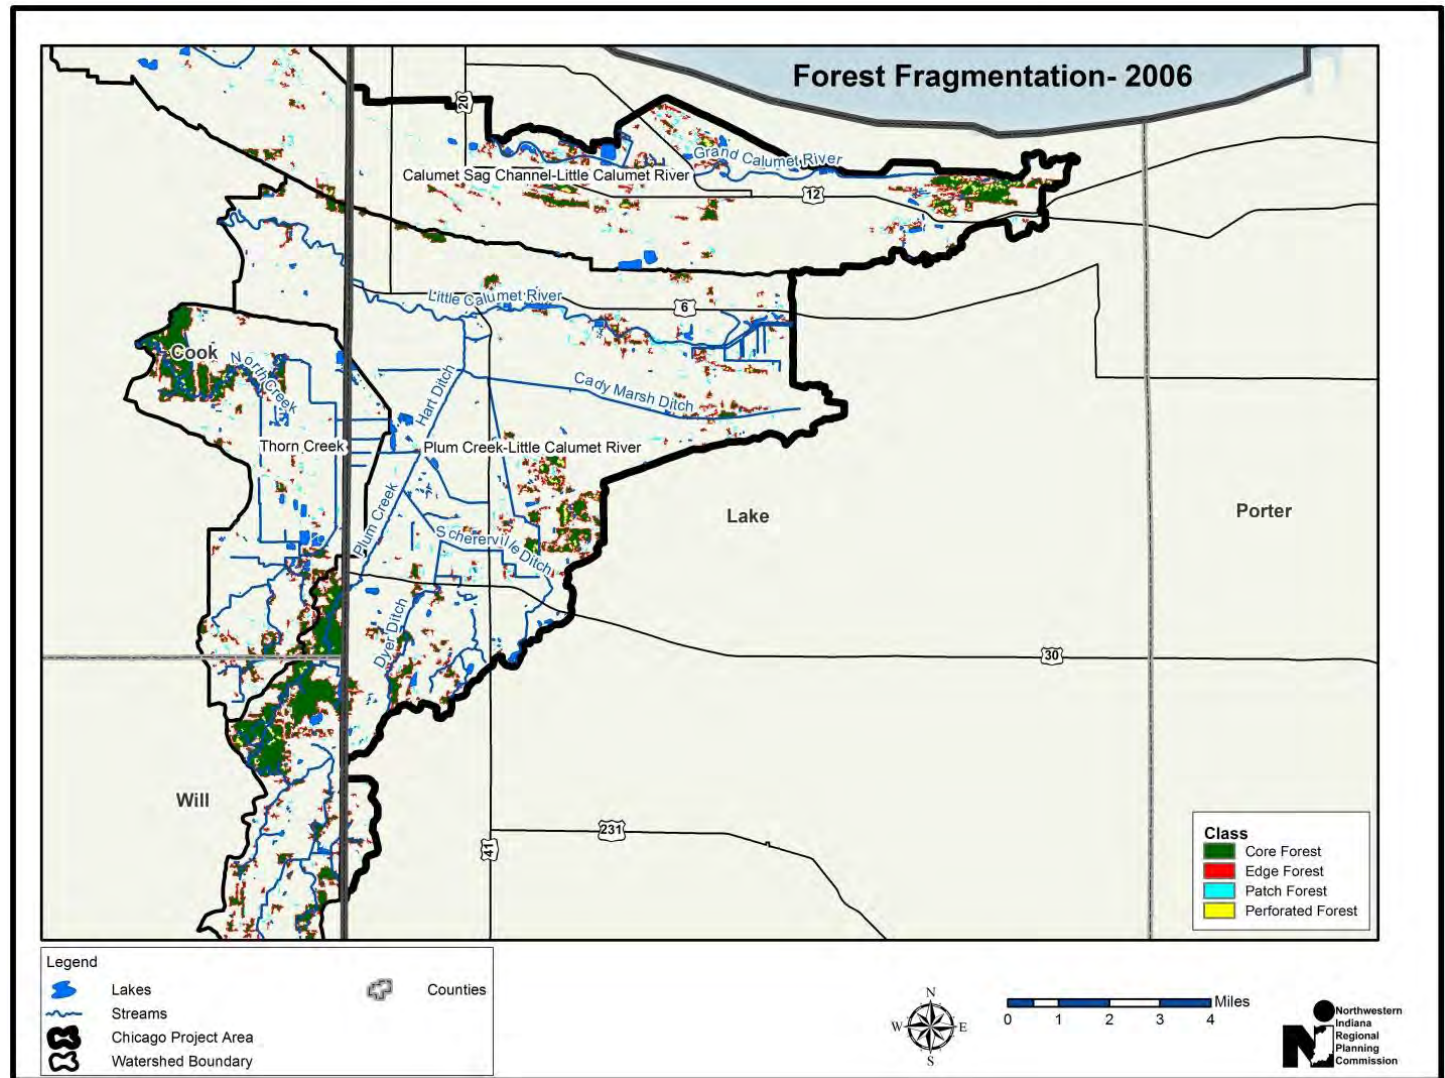 Forest Fragmentation- 2006
20
Grand Calumet River
Calumet Sag Channel-Little Calumet River
12
Little Calumet River
6
Cook
North Creek
Hart Ditch
Cady Marsh Ditch
Thorn Creek
Plum Creek-Little Calumet River
Plum Creek
Schererville Ditch
Lake
Porter
Dyer Ditch
30
Will
231
41
Class
Core Forest
Edge Forest
Patch Forest
Perforated Forest
Legend
Lakes
Counties
Streams
Chicago Project Area
Watershed Boundary
N
W
E
S
Miles
0 1 2 3 4
Northwestern
Indiana
Regional
Planning
Commission